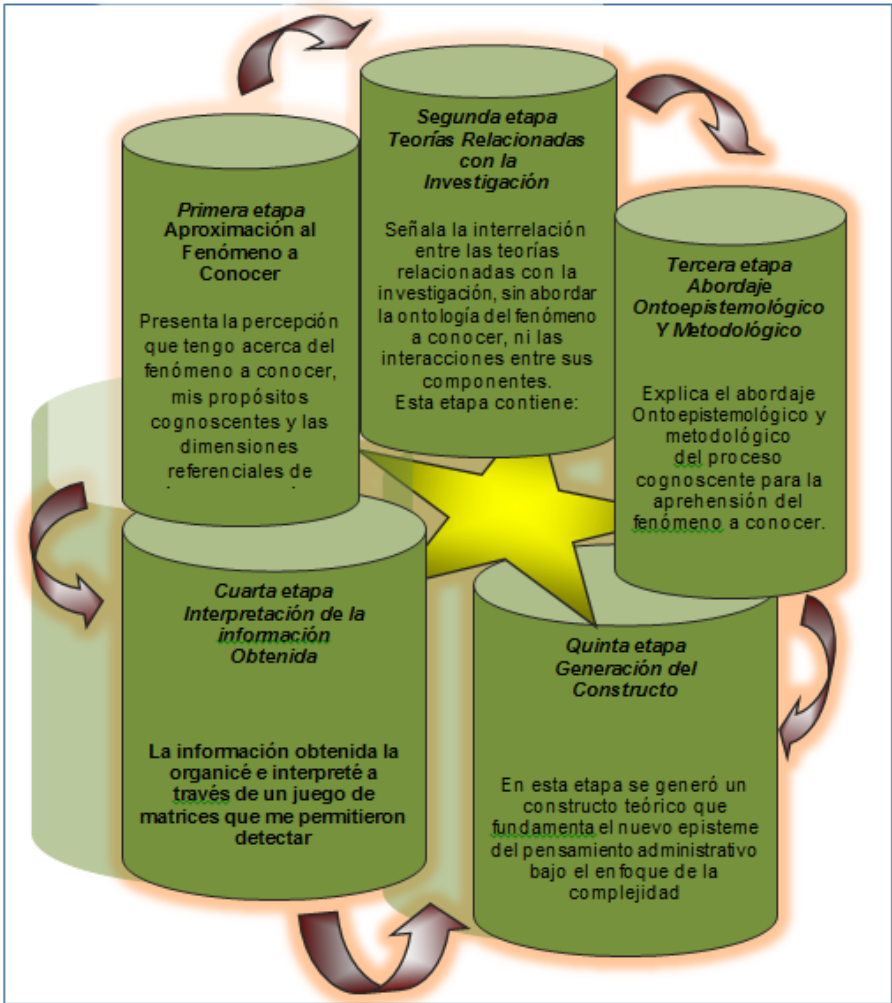 Primera etapa
Aproximación al
Fenómeno a
Conocer
Presenta la percepción
que tengo acerca del
fenómeno a conocer,
mis propósitos
cognoscentes y las
dimensiones
referenciales de
Segunda etapa
Teorías Relacionadas
con la
Investigación
Señala la interrelación
entre las teorías
relacionadas con la
investigación, sin abordar
la ontología del fenómeno
a conocer, ni las
interacciones entre sus
componentes.
Esta etapa contiene:
Tercera etapa
Abordaje
Ontoepistemológico
Y Metodológico
Explica el abordaje
Ontoepistemológico y
metodológico
del proceso
cognoscente para la
aprehensión del
fenómeno a conocer.
Cuarta etapa
Interpretación de la
información
Obtenida
La información obtenida la
organicé e interpreté a
través de un juego de
matrices que me permitieron
detectar
Quinta etapa
Generación del
Constructo
En esta etapa se generó un
constructo teórico que
fundamenta el nuevo episteme
del pensamiento administrativo
bajo el enfoque de la
complejidad